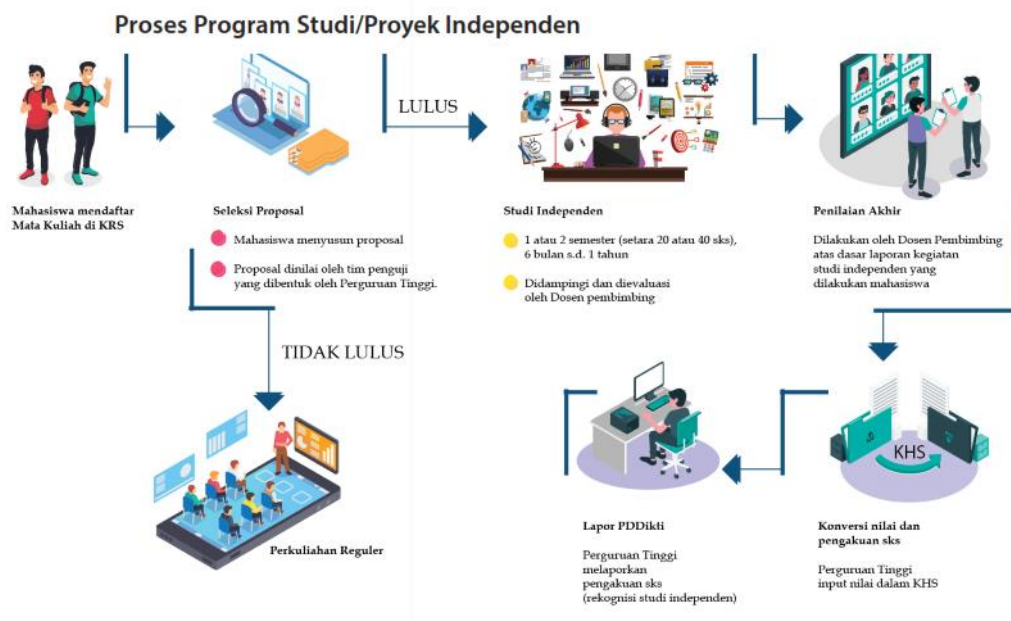 Proses Program Studi/Proyek Independen
LULUS
Mahasiswa mendaftar
Mata Kuliah di KRS
Seleksi Proposal
Mahasiswa menyusun proposal
Proposal dinilai oleh tim penguji
yang dibentuk oleh Perguruan Tinggi.
Studi Independen
1 atau 2 semester (setara 20 atau 40 sks),
6 bulan s.d. 1 tahun
Didampingi dan dievaluasi
oleh Dosen pembimbing
Penilaian Akhir
Dilakukan oleh Dosen Pembimbing
atas dasar laporan kegiatan
studi independen yang
dilakukan mahasiswa
TIDAK LULUS
Perkuliahan Reguler
KHS
Konversi nilai dan
pengakuan sks
Perguruan Tinggi
input nilai dalam KHS
Lapor PDDikti
Perguruan Tinggi
melaporkan
pengakuan sks
(rekognisi studi independen)